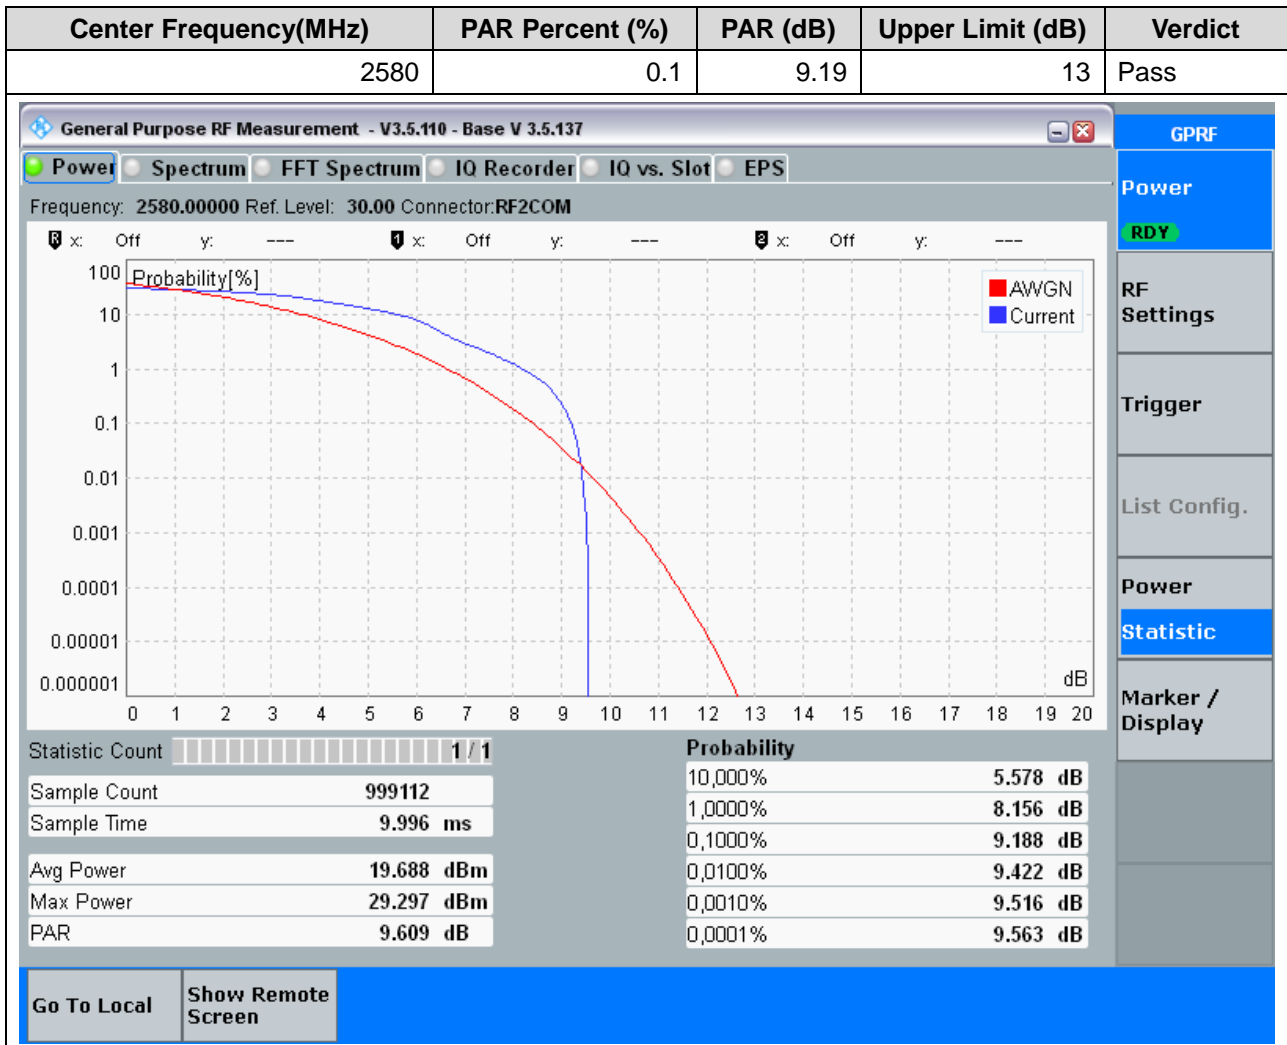 Center Frequency(MHz) PAR Percent (%) PAR (dB) Upper Limit (dB) Verdict
2580 0.1 9.19 13 Pass
General Purpose RF Measurement - V3.5.110 - Base V 3.5.137
GPRF
Power Spectrum FFT Spectrum IQ Recorder IQ vs. Slot EPS
Power
RDY
Frequency: 2580.00000 Ref. Level: 30.00 Connector:RF2COM
R x: Off y: --- 1 x: Off y: --- 2 x: Off y: ---
Probability[%]
AWGN
Current
100
10
1
0.1
0.01
0.001
0.0001
0.00001
0.000001
dB
0 1 2 3 4 5 6 7 8 9 10 11 12 13 14 15 16 17 18 19 20
RF
Settings
Trigger
List Config.
Power
Statistic
Marker /
Display
Statistic Count 1 / 1
Sample Count 999112
Sample Time 9.996 ms
Avg Power 19.688 dBm
Max Power 29.297 dBm
PAR 9.609 dB
Probability
10,000% 5.578 dB
1,0000% 8.156 dB
0,1000% 9.188 dB
0,0100% 9.422 dB
0,0010% 9.516 dB
0,0001% 9.563 dB
Go To Local
Show Remote
Screen